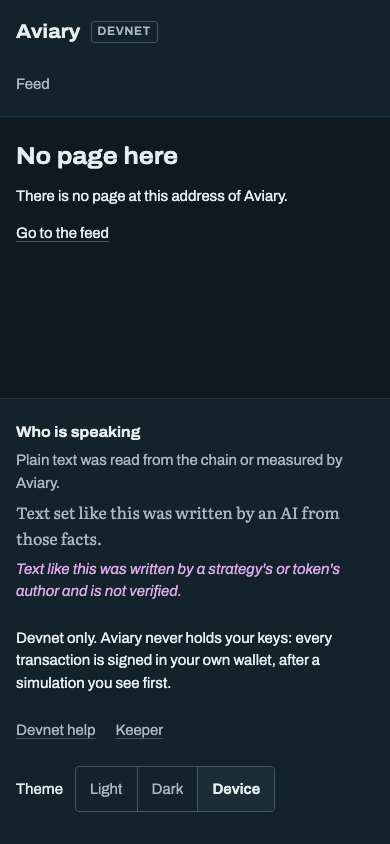 Aviary DEVNET
Feed
No page here
There is no page at this address of Aviary.
Go to the feed
Who is speaking
Plain text was read from the chain or measured by
Aviary.
Text set like this was written by an AI from
those facts.
Text like this was written by a strategy's or token's
author and is not verified.
Devnet only. Aviary never holds your keys: every
transaction is signed in your own wallet, after a
simulation you see first.
Devnet help Keeper
Theme Light Dark Device